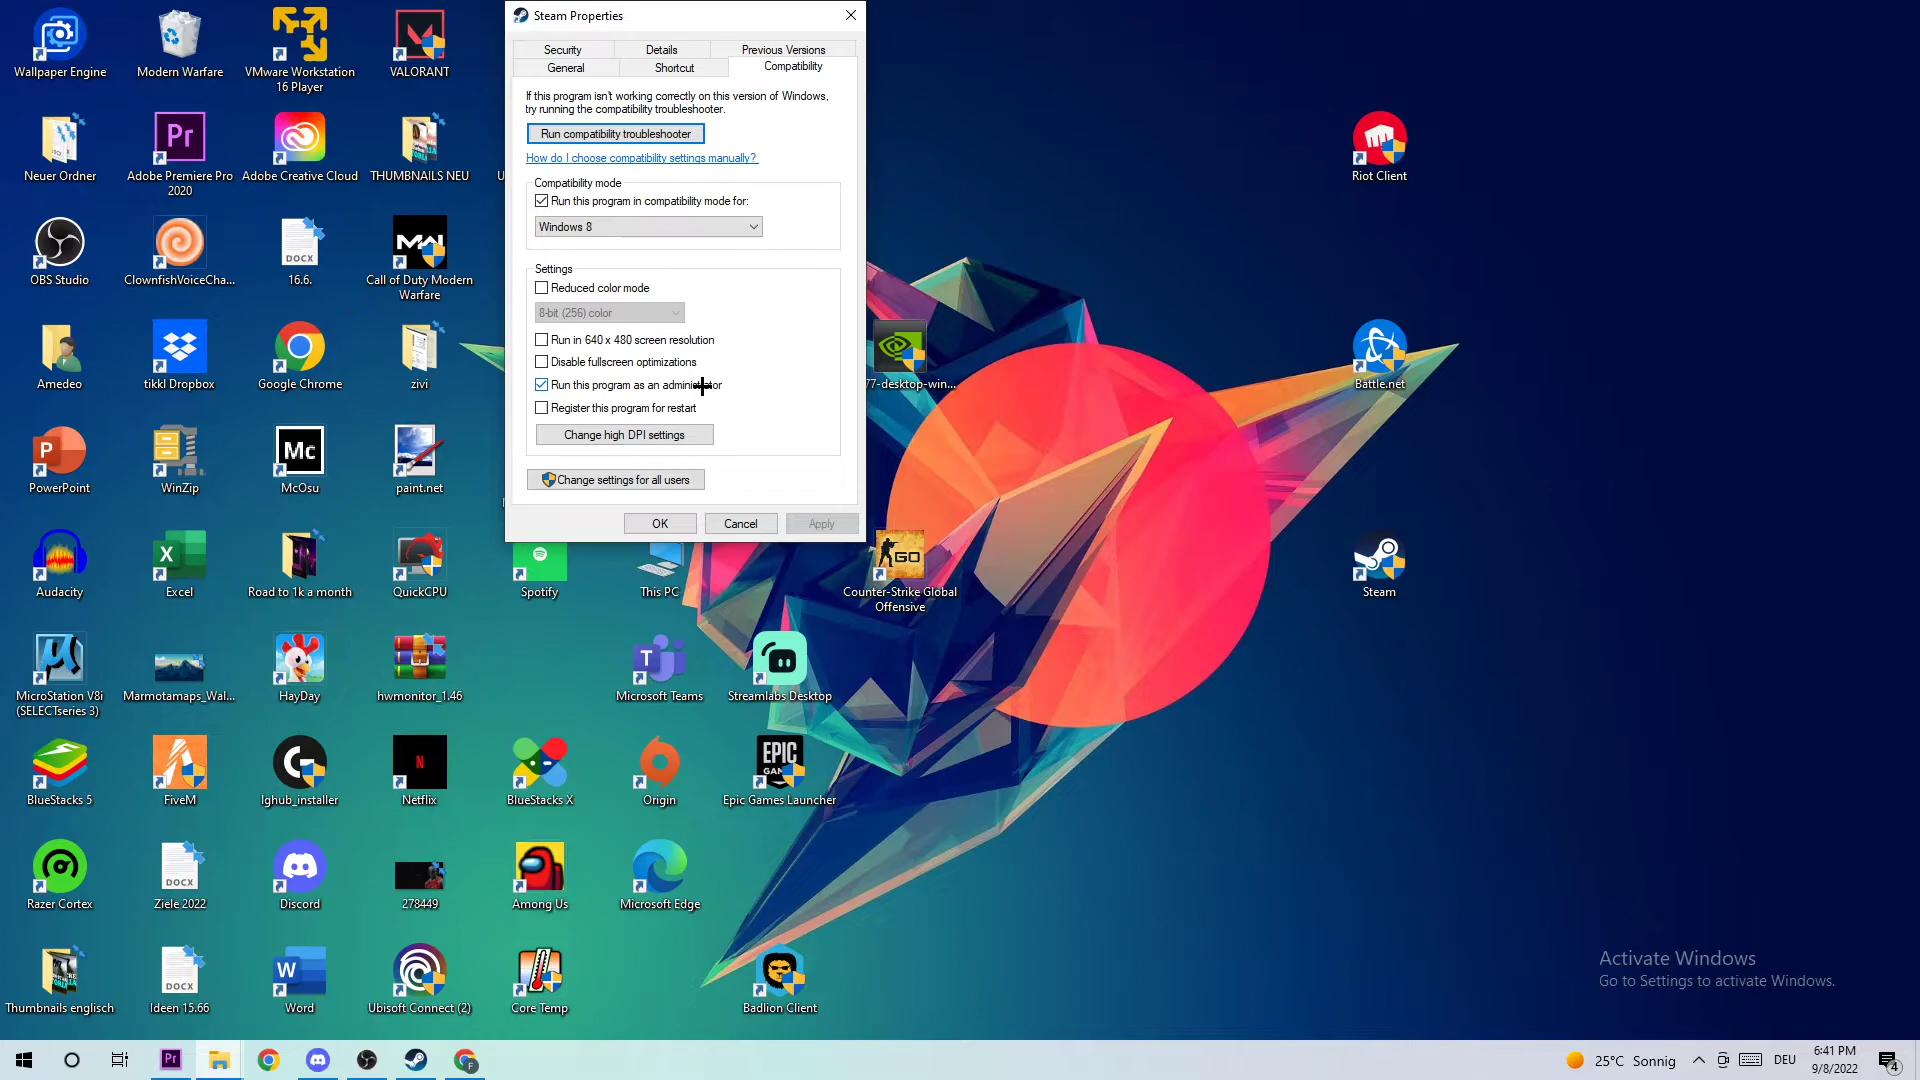 Steam Properties
Security
Details
Previous Versions
General
Shortcut
Compatibility
If this program isn't working correctly on this version of Windows,
try running the compatibility troubleshooter.
Run compatibility troubleshooter
How do I choose compatibility settings manually?
Compatibility mode
Run this program in compatibility mode for:
Windows 8
Settings
Reduced color mode
8-bit (256) color
Run in 640 x 480 screen resolution
Disable fullscreen optimizations
Run this program as an administrator
Register this program for restart
Change high DPI settings
Change settings for all users
OK
Cancel
Apply
Wallpaper Engine
Modern Warfare
VMware Workstation
16 Player
VALORANT
Neuer Ordner
Adobe Premiere Pro
2020
Adobe Creative Cloud
THUMBNAILS NEU
Riot Client
OBS Studio
ClownfishVoiceCha...
16.6.
Call of Duty Modern
Warfare
Amedeo
tikkl Dropbox
Google Chrome
zivi
77-desktop-win...
Battle.net
PowerPoint
WinZip
McOsu
paint.net
Audacity
Excel
Road to 1k a month
QuickCPU
Spotify
This PC
Counter-Strike Global
Offensive
Steam
MicroStation V8i
(SELECTseries 3)
Marmotamaps_Wal...
HayDay
hwmonitor_1.46
Microsoft Teams
Streamlabs Desktop
BlueStacks 5
FiveM
lghub_installer
Netflix
BlueStacks X
Origin
Epic Games Launcher
Razer Cortex
Ziele 2022
Discord
278449
Among Us
Microsoft Edge
Thumbnails englisch
Ideen 15.66
Word
Ubisoft Connect (2)
Core Temp
Badlion Client
Activate Windows
Go to Settings to activate Windows.
25°C Sonnig
DEU
6:41 PM
9/8/2022
4